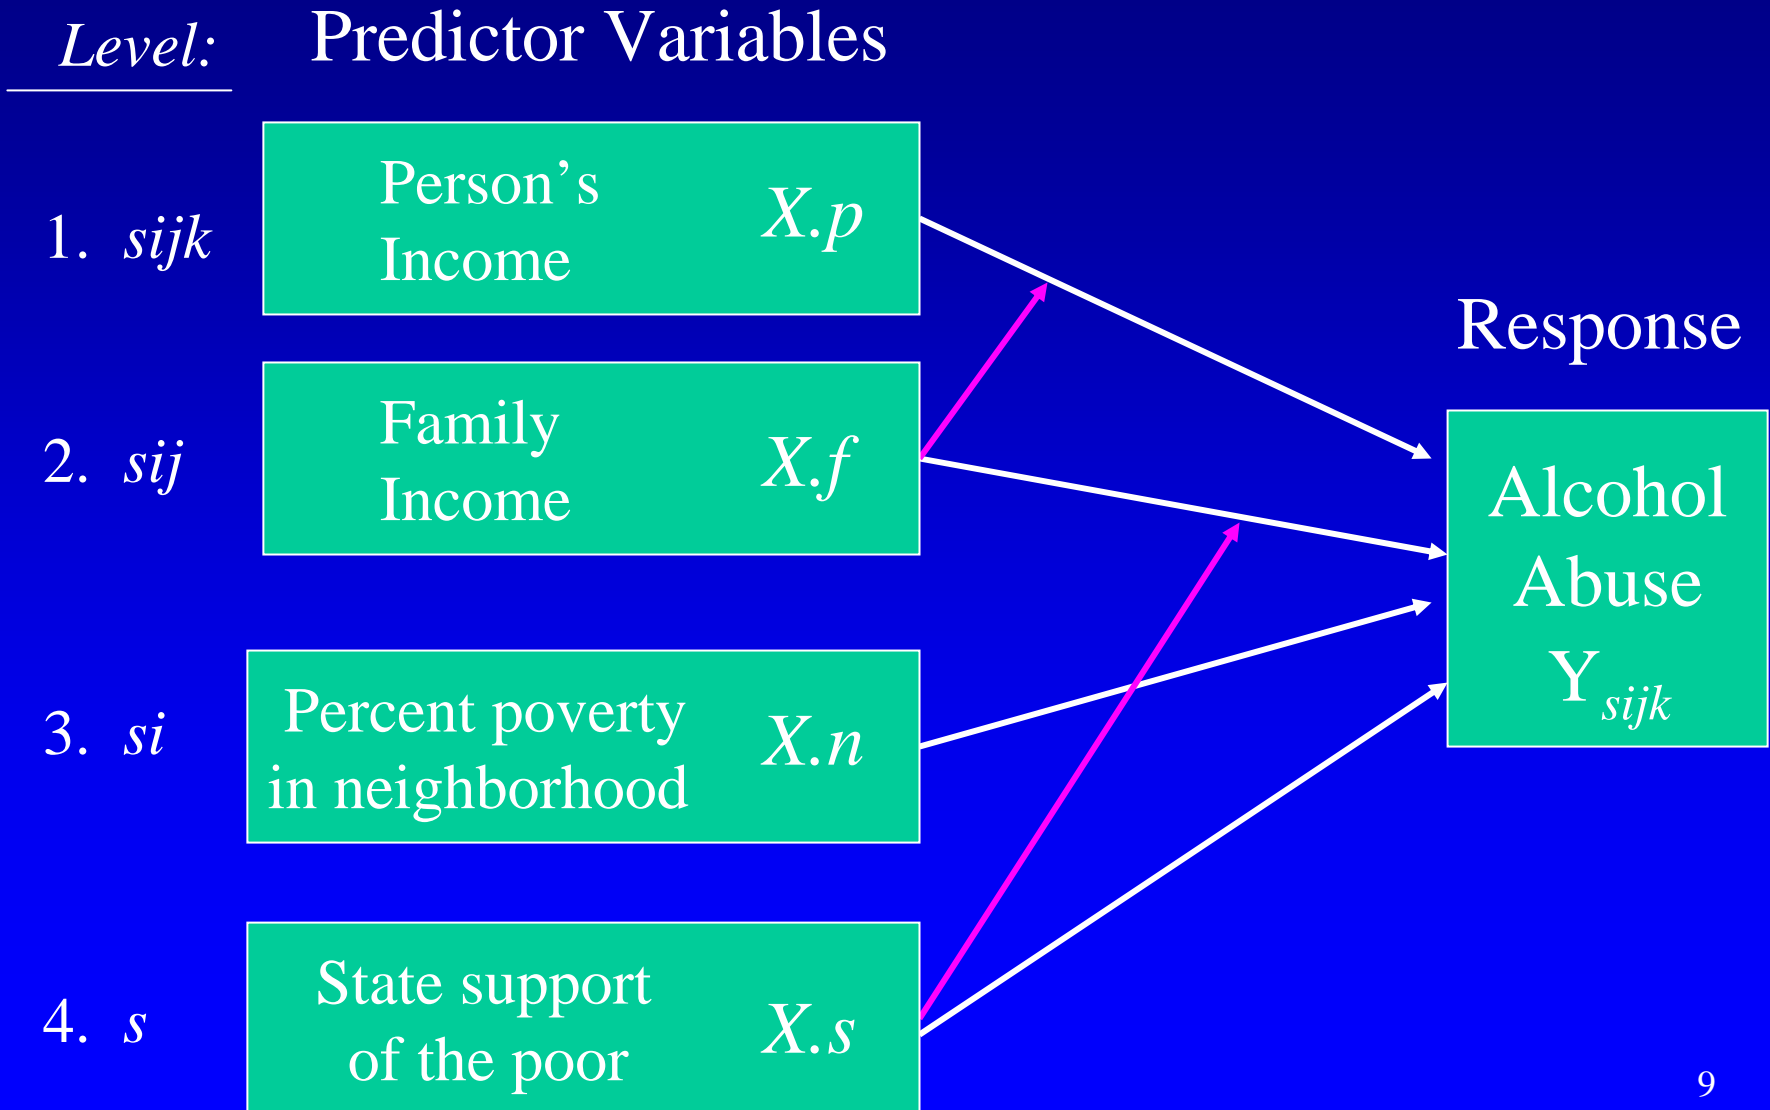 Level:
Predictor Variables
1. sijk
Person’s
Income
X.p
2. sij
Family
Income
X.f
3. si
Percent poverty
in neighborhood
X.n
4. s
State support
of the poor
X.s
Response
Alcohol
Abuse
Y sijk
9